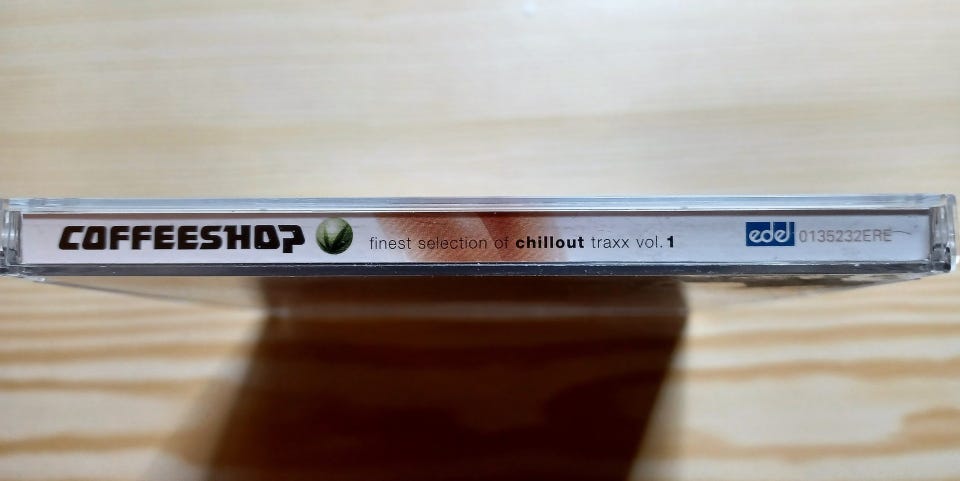 COFFEESHOP finest selection of chillout traxx vol.1 edel 0135232ERE